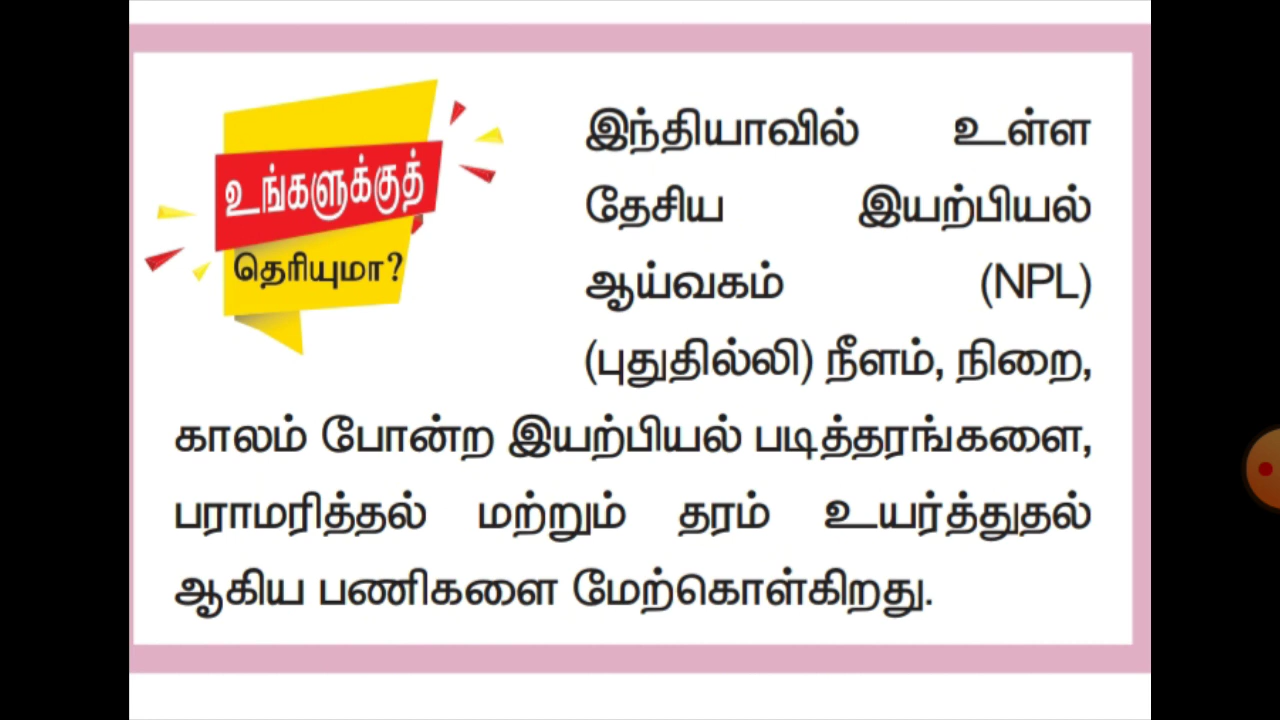 உங்களுக்குத்
தெரியுமா?
இந்தியாவில் உள்ள
தேசிய இயற்பியல்
ஆய்வகம் (NPL)
(புதுதில்லி) நீளம், நிறை,
காலம் போன்ற இயற்பியல் படித்தரங்களை,
பராமரித்தல் மற்றும் தரம் உயர்த்துதல்
ஆகிய பணிகளை மேற்கொள்கிறது.